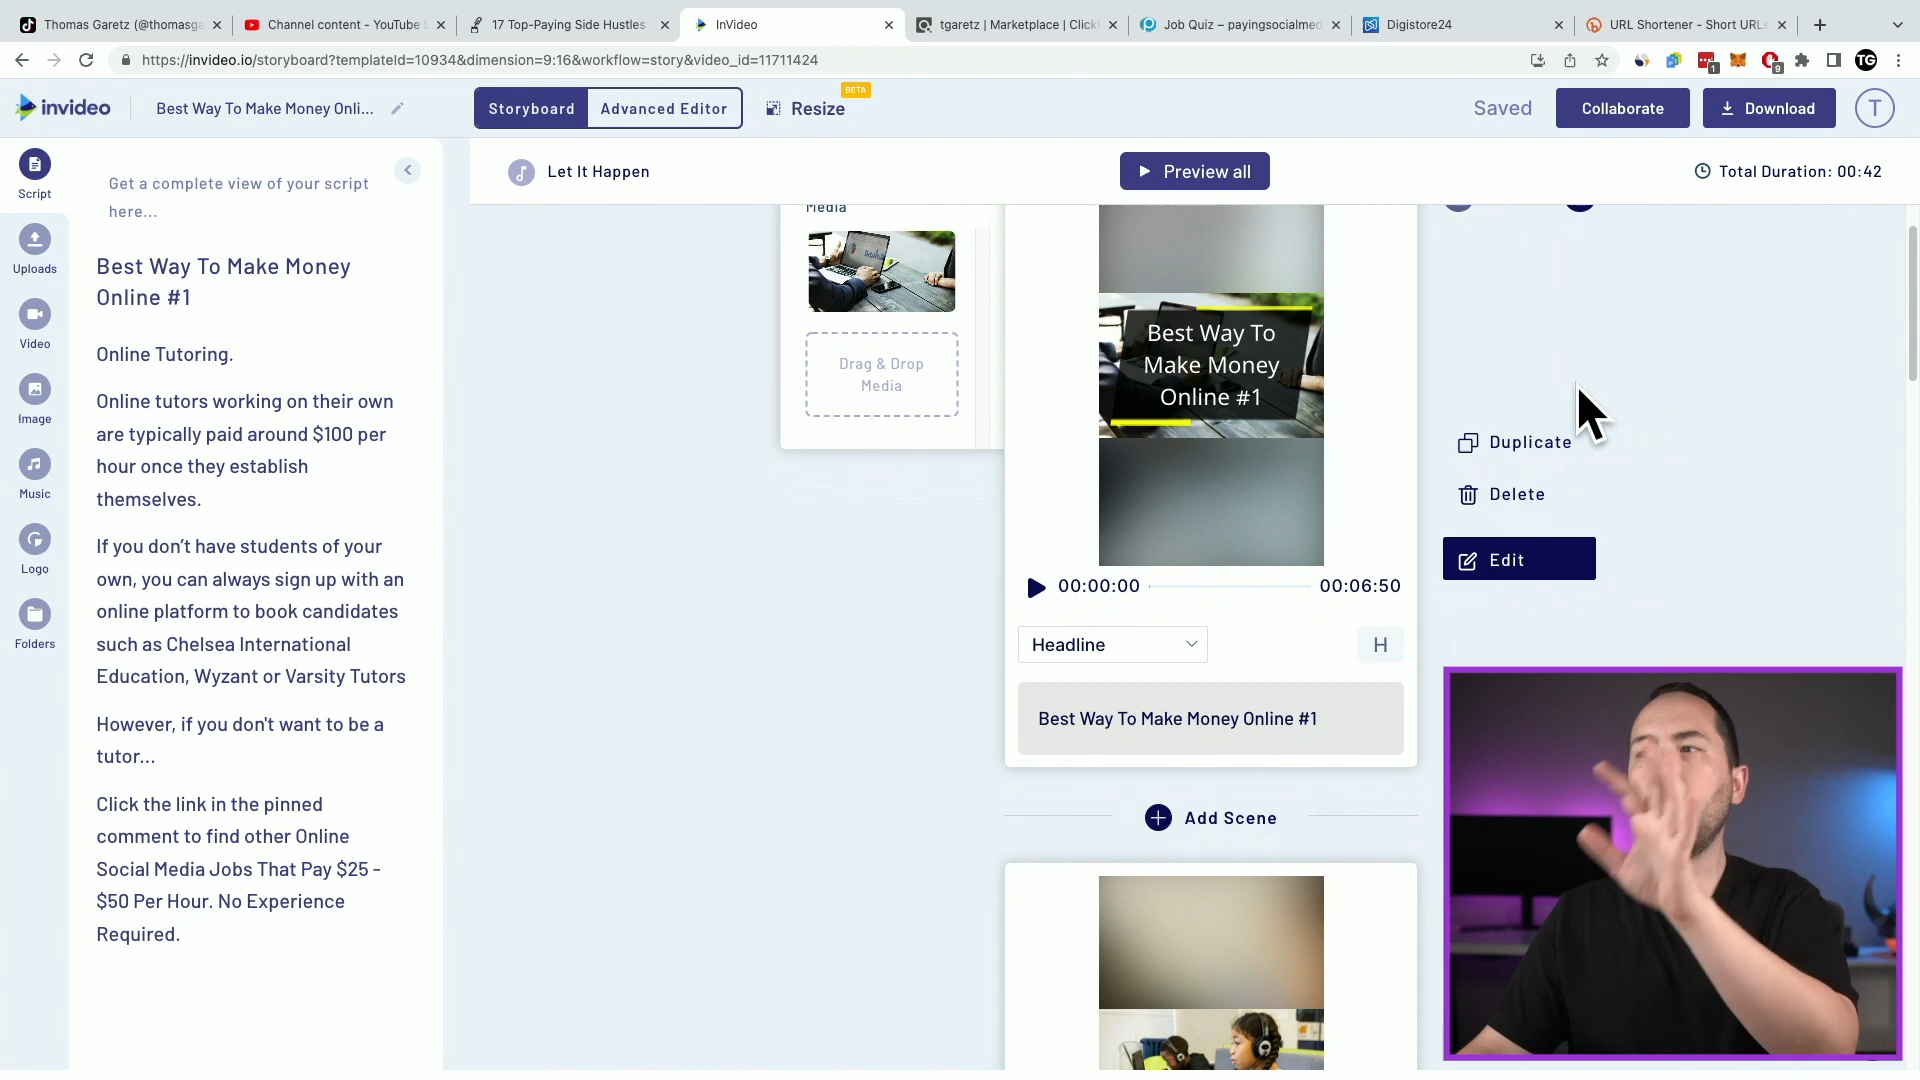 Thomas Garetz (@thomasga
Channel content - YouTube S
17 Top-Paying Side Hustles
InVideo
tgaretz | Marketplace | Click
Job Quiz – payingsocialmed
Digistore24
URL Shortener - Short URLs
https://invideo.io/storyboard?templateId=10934&dimension=9:16&workflow=story&video_id=11711424
1
9
TG
invideo
Best Way To Make Money Onli...
Storyboard
Advanced Editor
Resize
BETA
Saved
Collaborate
Download
T
Script
Uploads
Video
Image
Music
Logo
Folders
Get a complete view of your script
here...
Best Way To Make Money
Online #1
Online Tutoring.
Online tutors working on their own
are typically paid around $100 per
hour once they establish
themselves.
If you don’t have students of your
own, you can always sign up with an
online platform to book candidates
such as Chelsea International
Education, Wyzant or Varsity Tutors
However, if you don't want to be a
tutor...
Click the link in the pinned
comment to find other Online
Social Media Jobs That Pay $25 -
$50 Per Hour. No Experience
Required.
Let It Happen
Preview all
Total Duration: 00:42
Media
Drag & Drop
Media
Best Way To
Make Money
Online #1
00:00:00
00:06:50
Headline
H
Best Way To Make Money Online #1
Add Scene
Duplicate
Delete
Edit